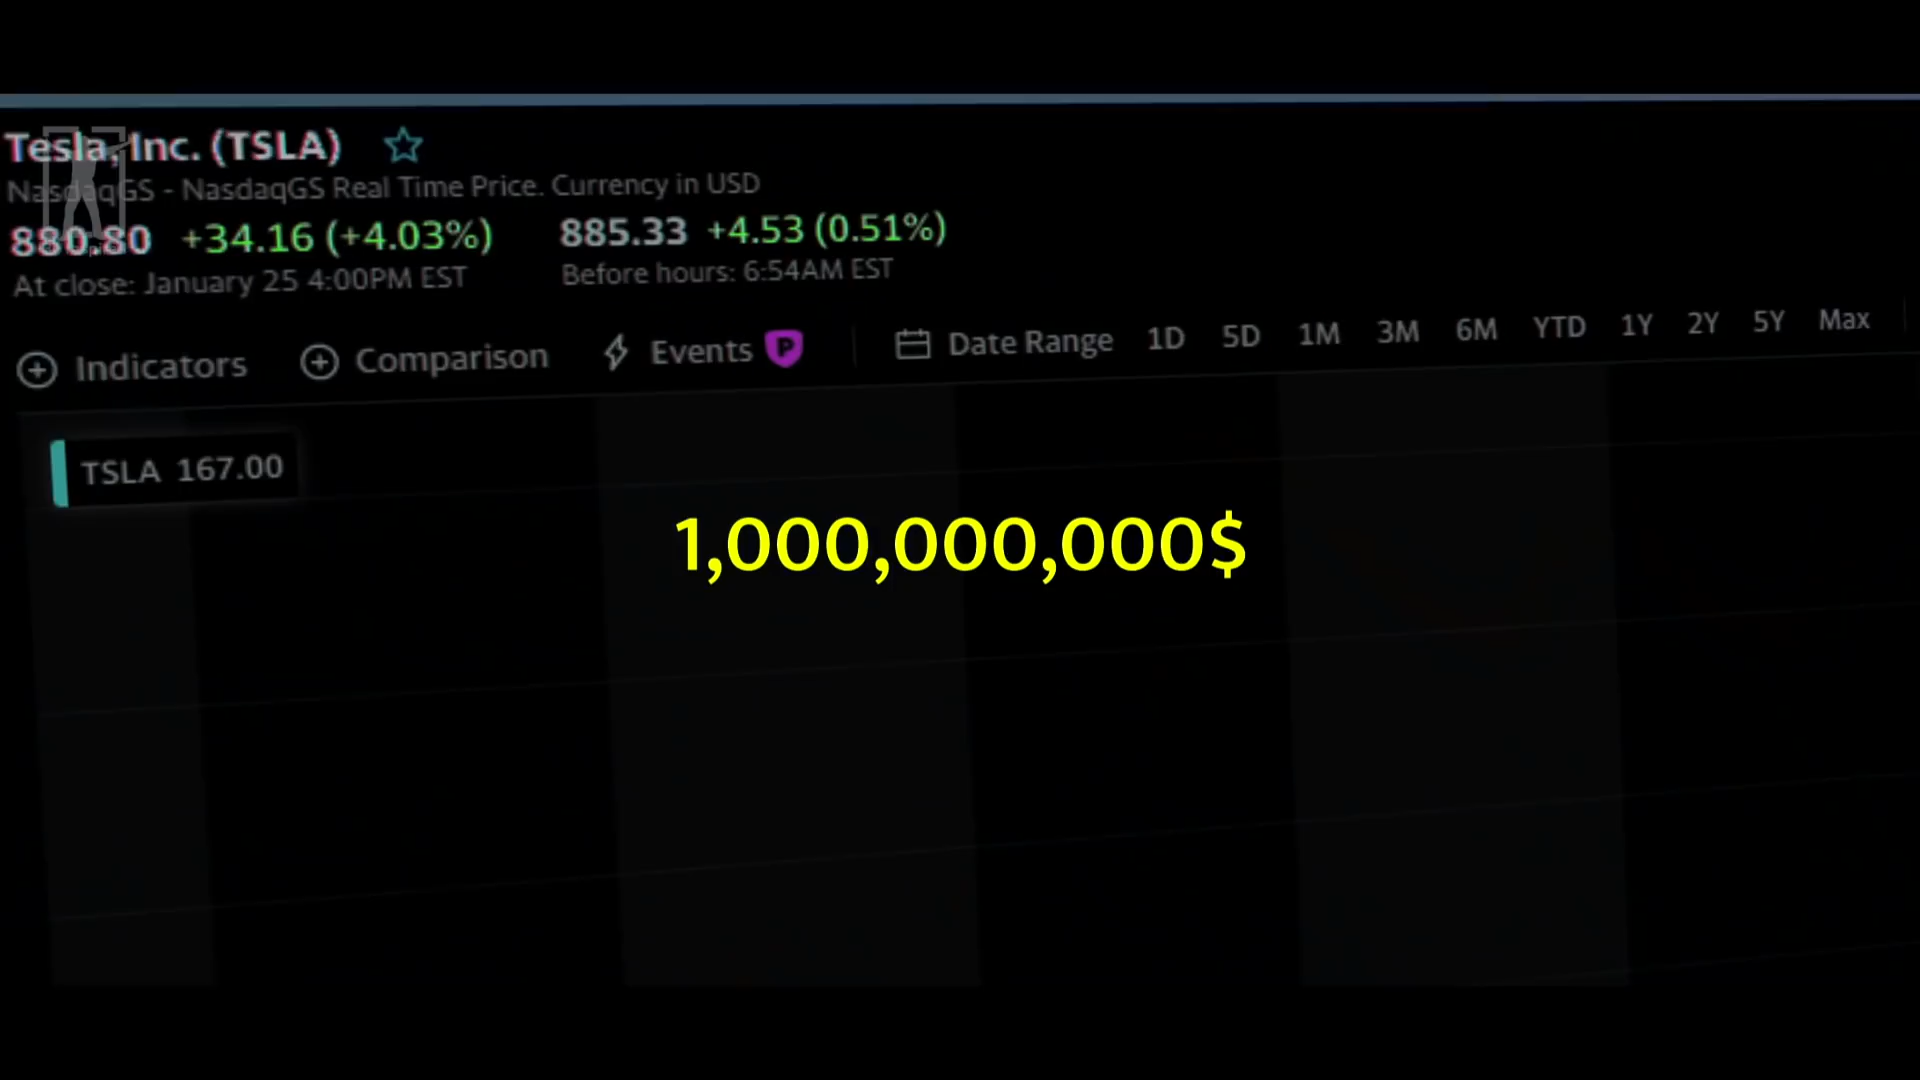 Tesla, Inc. (TSLA)
NasdaqGS - NasdaqGS Real Time Price. Currency in USD
880.80 +34.16 (+4.03%) 885.33 +4.53 (0.51%)
At close: January 25 4:00PM EST Before hours: 6:54AM EST
Indicators Comparison Events P Date Range 1D 5D 1M 3M 6M YTD 1Y 2Y 5Y Max
TSLA 167.00
1,000,000,000$